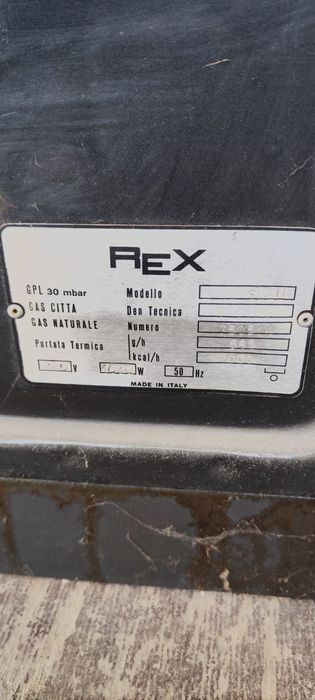 REX
GPL 30 mbar Modello
GAS CITTA Den Tecnica
GAS NATURALE Numero
Portata Termica g/h
kcal/h
V W 50 Hz
MADE IN ITALY